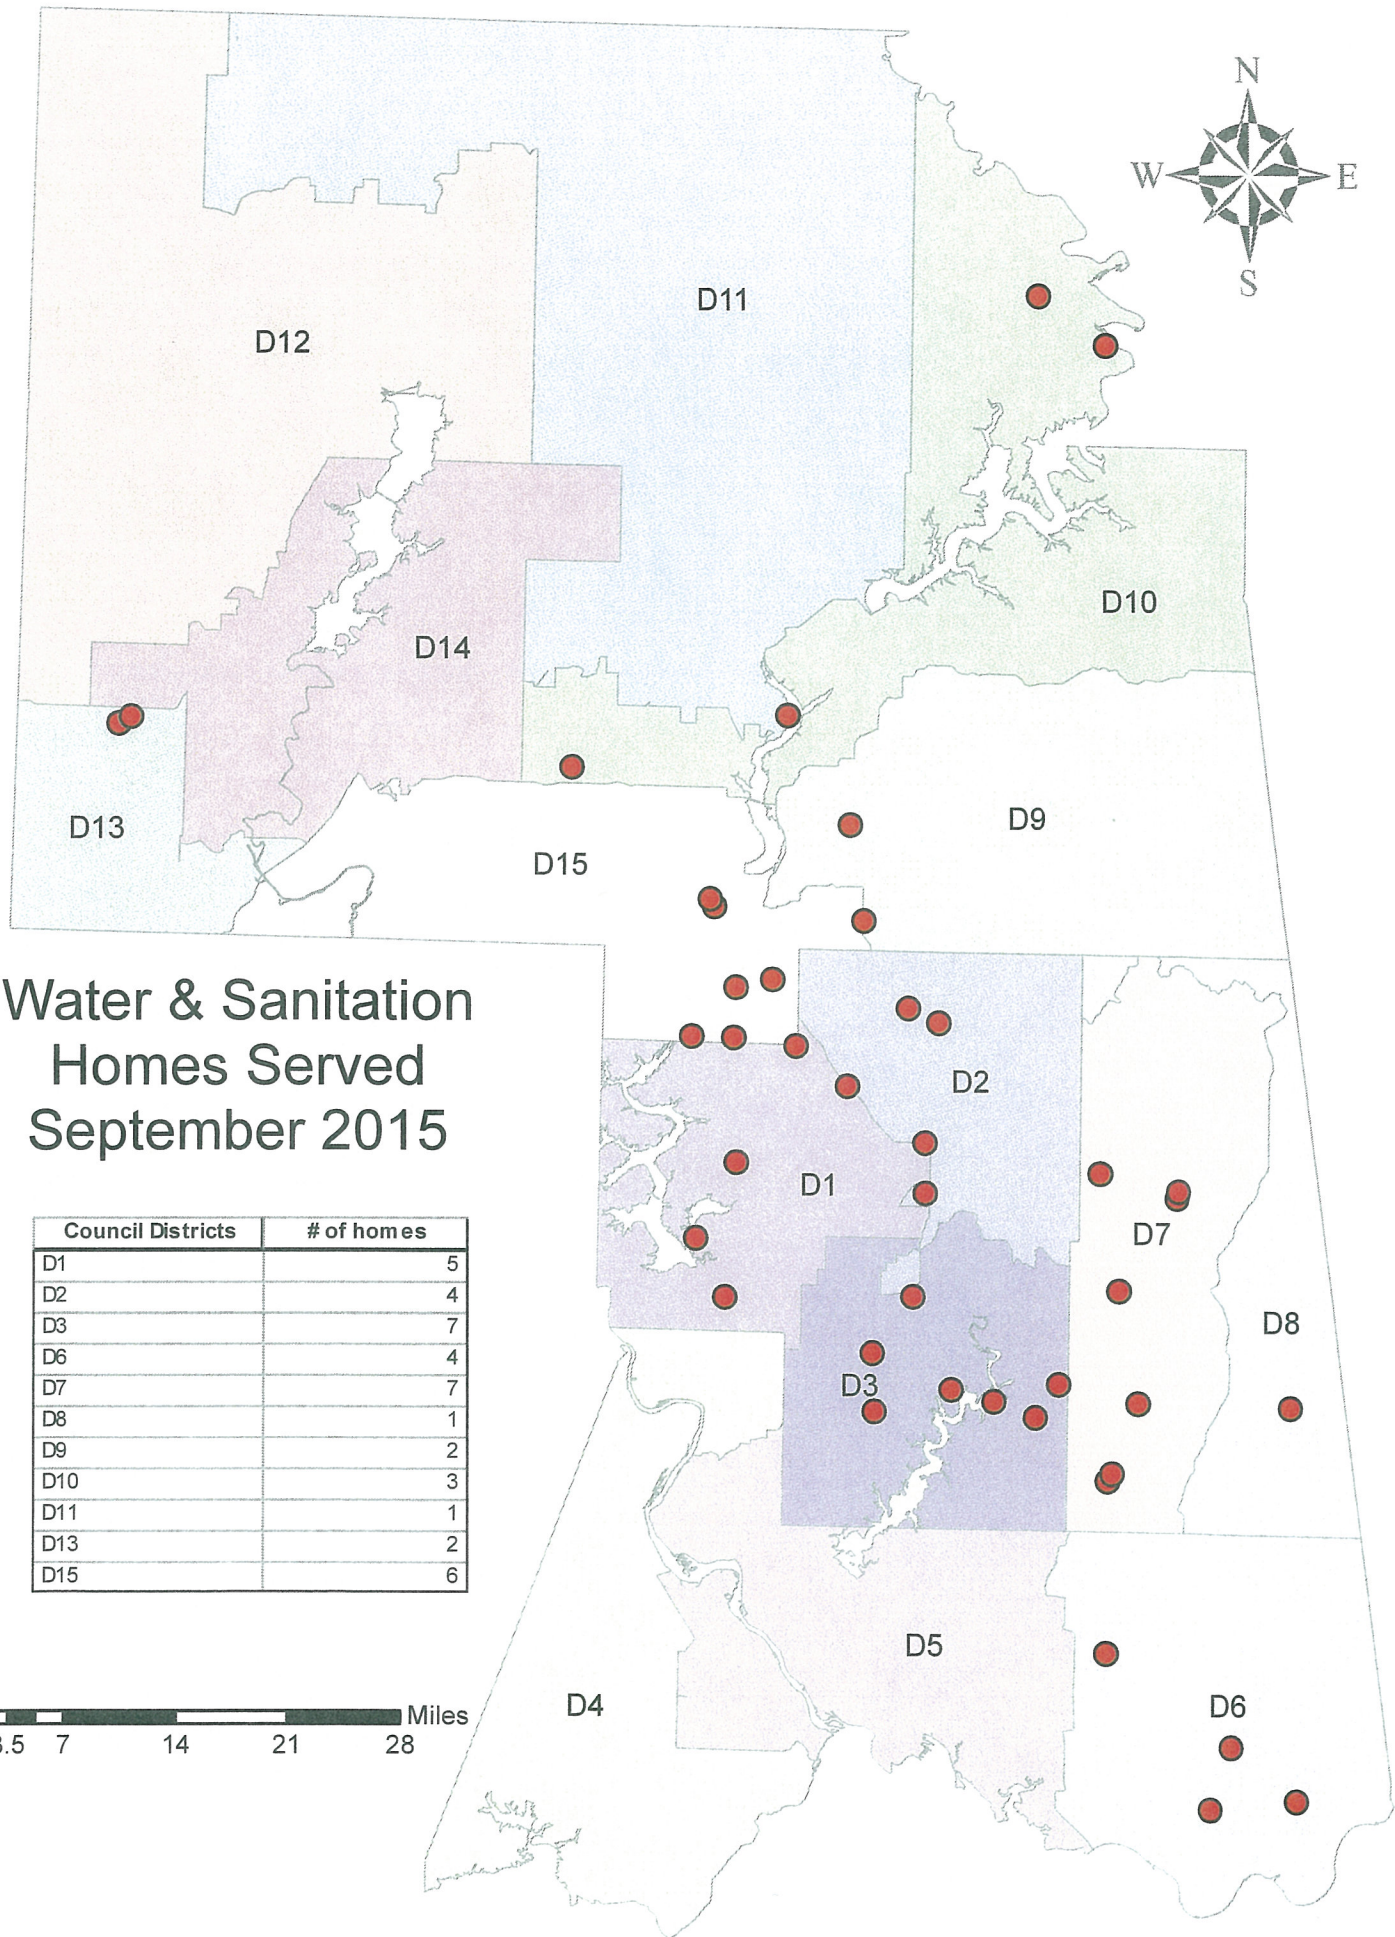 N
W E
S
D11
D12
D10
D14
D13
D9
D15
Water & Sanitation
Homes Served
September 2015
D2
D1
D7
D8
D3
Council Districts # of homes
D1 5
D2 4
D3 7
D6 4
D7 7
D8 1
D9 2
D10 3
D11 1
D13 2
D15 6
D5
D4
D6
Miles
3.5 7 14 21 28